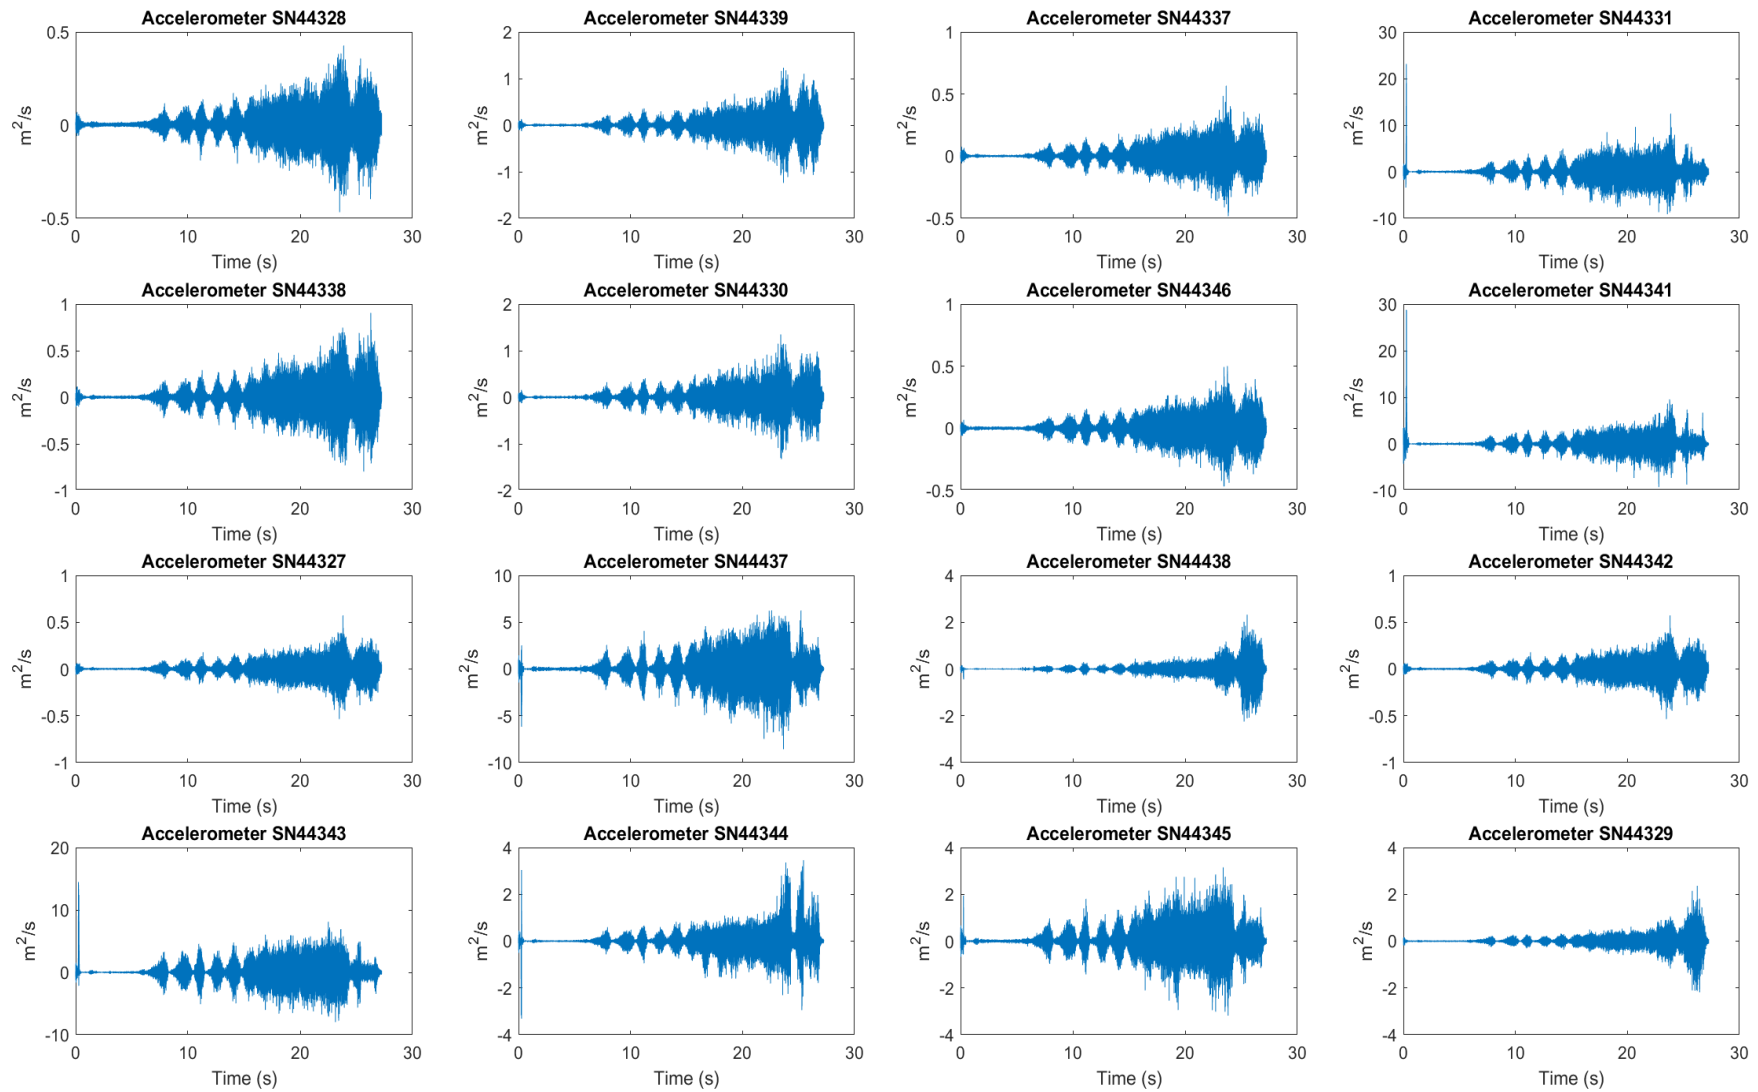 Accelerometer SN44328
0.5
0
-0.5
m²/s
0 10 20 30
Time (s)
Accelerometer SN44339
2
1
0
-1
-2
m²/s
0 10 20 30
Time (s)
Accelerometer SN44337
1
0.5
0
-0.5
m²/s
0 10 20 30
Time (s)
Accelerometer SN44331
30
20
10
0
-10
m²/s
0 10 20 30
Time (s)
Accelerometer SN44338
1
0.5
0
-0.5
-1
m²/s
0 10 20 30
Time (s)
Accelerometer SN44330
2
1
0
-1
-2
m²/s
0 10 20 30
Time (s)
Accelerometer SN44346
1
0.5
0
-0.5
m²/s
0 10 20 30
Time (s)
Accelerometer SN44341
30
20
10
0
-10
m²/s
0 10 20 30
Time (s)
Accelerometer SN44327
1
0.5
0
-0.5
-1
m²/s
0 10 20 30
Time (s)
Accelerometer SN44437
10
5
0
-5
-10
m²/s
0 10 20 30
Time (s)
Accelerometer SN44438
4
2
0
-2
-4
m²/s
0 10 20 30
Time (s)
Accelerometer SN44342
1
0.5
0
-0.5
-1
m²/s
0 10 20 30
Time (s)
Accelerometer SN44343
20
10
0
-10
m²/s
0 10 20 30
Time (s)
Accelerometer SN44344
4
2
0
-2
-4
m²/s
0 10 20 30
Time (s)
Accelerometer SN44345
4
2
0
-2
-4
m²/s
0 10 20 30
Time (s)
Accelerometer SN44329
4
2
0
-2
-4
m²/s
0 10 20 30
Time (s)